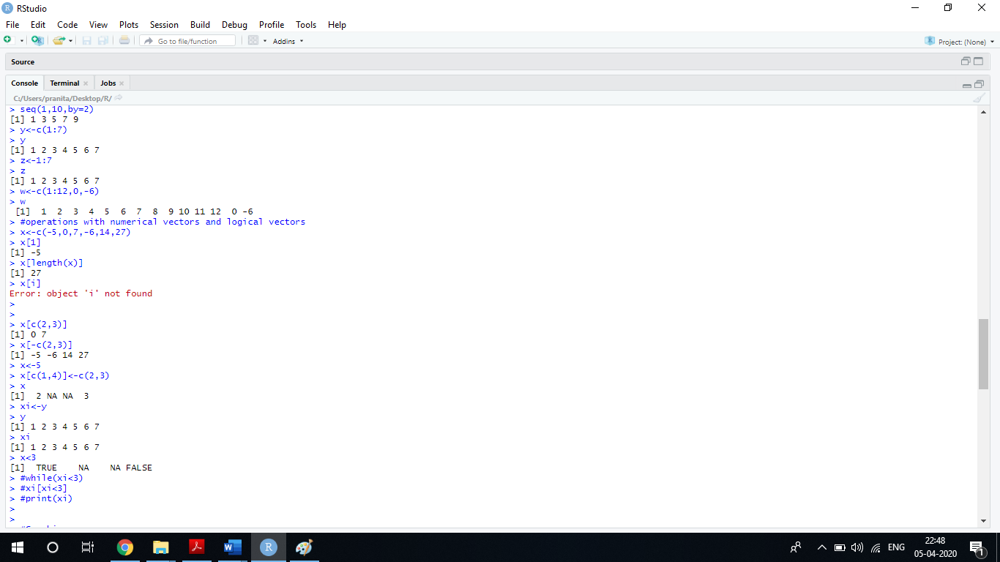 RStudio
File Edit Code View Plots Session Build Debug Profile Tools Help
Go to file/function Addins Project: (None)
Source
Console Terminal Jobs
C:/Users/pranita/Desktop/R/
> seq(1,10,by=2)
[1] 1 3 5 7 9
> y<-c(1:7)
> y
[1] 1 2 3 4 5 6 7
> z<-1:7
> z
[1] 1 2 3 4 5 6 7
> w<-c(1:12,0,-6)
> w
[1] 1 2 3 4 5 6 7 8 9 10 11 12 0 -6
> #operations with numerical vectors and logical vectors
> x<-c(-5,0,7,-6,14,27)
> x[1]
[1] -5
> x[length(x)]
[1] 27
> x[i]
Error: object 'i' not found
>
>
> x[c(2,3)]
[1] 0 7
> x[-c(2,3)]
[1] -5 -6 14 27
> x<-5
> x[c(1,4)]<-c(2,3)
> x
[1] 2 NA NA 3
> xi<-y
> y
[1] 1 2 3 4 5 6 7
> xi
[1] 1 2 3 4 5 6 7
> x<3
[1] TRUE NA NA FALSE
> #while(xi<3)
> #xi[xi<3]
> #print(xi)
>
>
ENG 22:48
05-04-2020 1